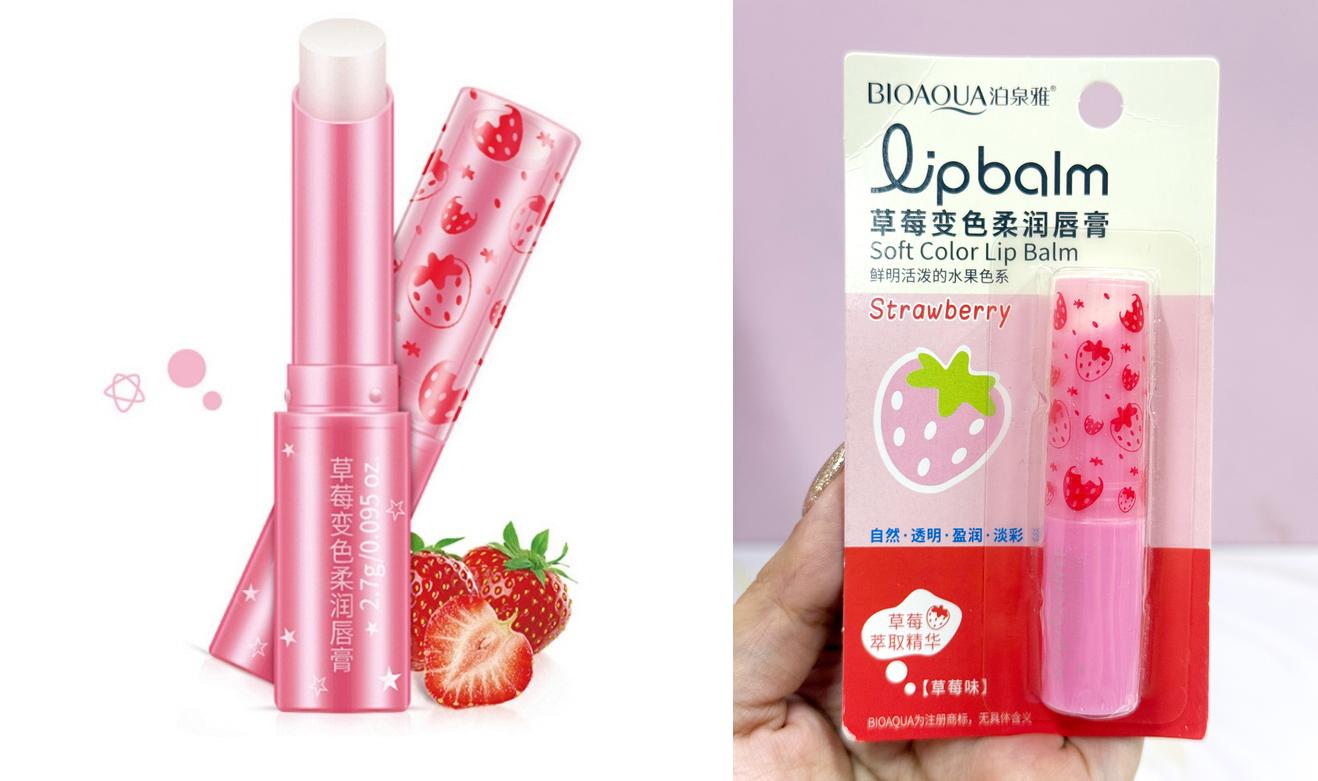 草莓变色柔润唇膏
★ 2.7g/0.095 oz.
BIOAQUA泊泉雅®
lipbalm
草莓变色柔润唇膏
Soft Color Lip Balm
鲜明活泼的水果色系
Strawberry
自然·透明·盈润·淡彩
草莓
萃取精华
【草莓味】
BIOAQUA为注册商标，无具体含义